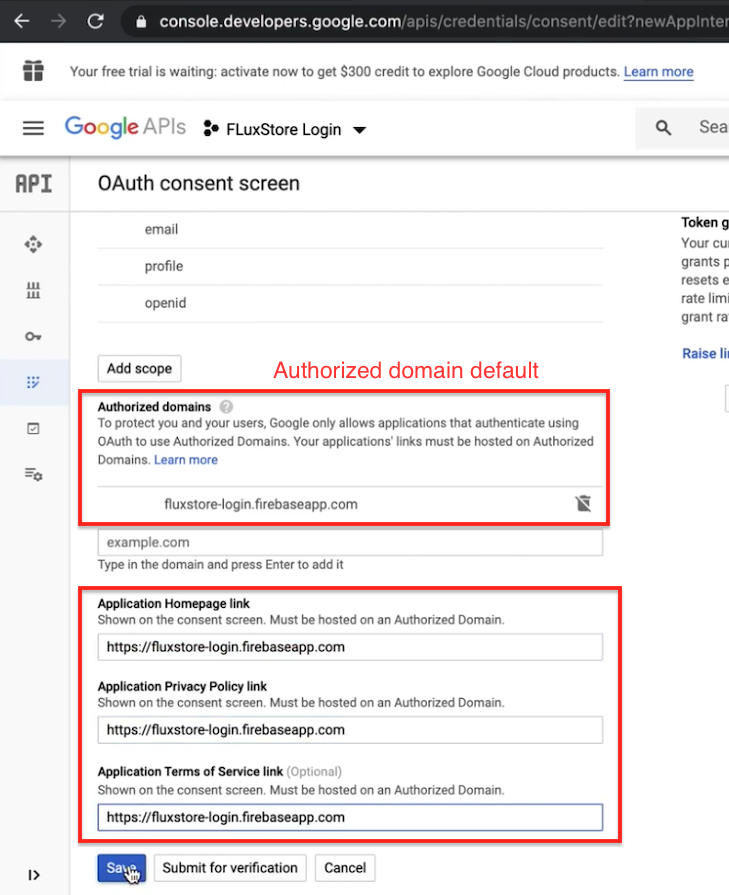 console.developers.google.com/apis/credentials/consent/edit?newAppInter
Your free trial is waiting: activate now to get $300 credit to explore Google Cloud products. Learn more
Google APIs FLuxStore Login Sea
API OAuth consent screen
email
profile
openid
Token g
Your cu
grants p
resets e
rate lim
grant ra
Raise li
Add scope
Authorized domain default
Authorized domains ?
To protect you and your users, Google only allows applications that authenticate using
OAuth to use Authorized Domains. Your applications' links must be hosted on Authorized
Domains. Learn more
fluxstore-login.firebaseapp.com
example.com
Type in the domain and press Enter to add it
Application Homepage link
Shown on the consent screen. Must be hosted on an Authorized Domain.
https://fluxstore-login.firebaseapp.com
Application Privacy Policy link
Shown on the consent screen. Must be hosted on an Authorized Domain.
https://fluxstore-login.firebaseapp.com
Application Terms of Service link (Optional)
Shown on the consent screen. Must be hosted on an Authorized Domain.
https://fluxstore-login.firebaseapp.com
Save Submit for verification Cancel